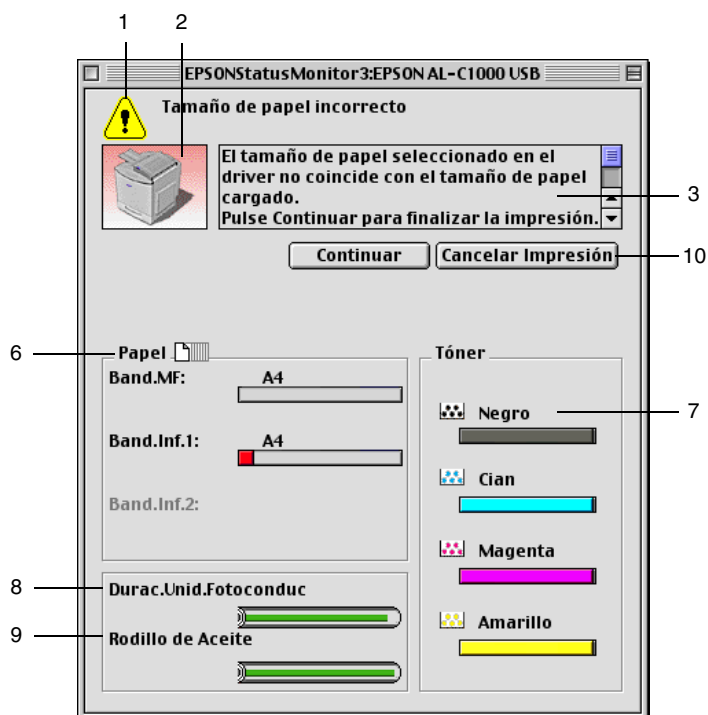 1 2
EPSONStatusMonitor3:EPSON AL-C1000 USB
Tamaño de papel incorrecto
El tamaño de papel seleccionado en el
driver no coincide con el tamaño de papel
cargado.
Pulse Continuar para finalizar la impresión.
3
Continuar
Cancelar Impresión
10
6
Papel
Band.MF: A4
Band.Inf.1: A4
Band.Inf.2:
Tóner
Negro
7
Cian
Magenta
Amarillo
8
Durac.Unid.Fotoconduc
9
Rodillo de Aceite